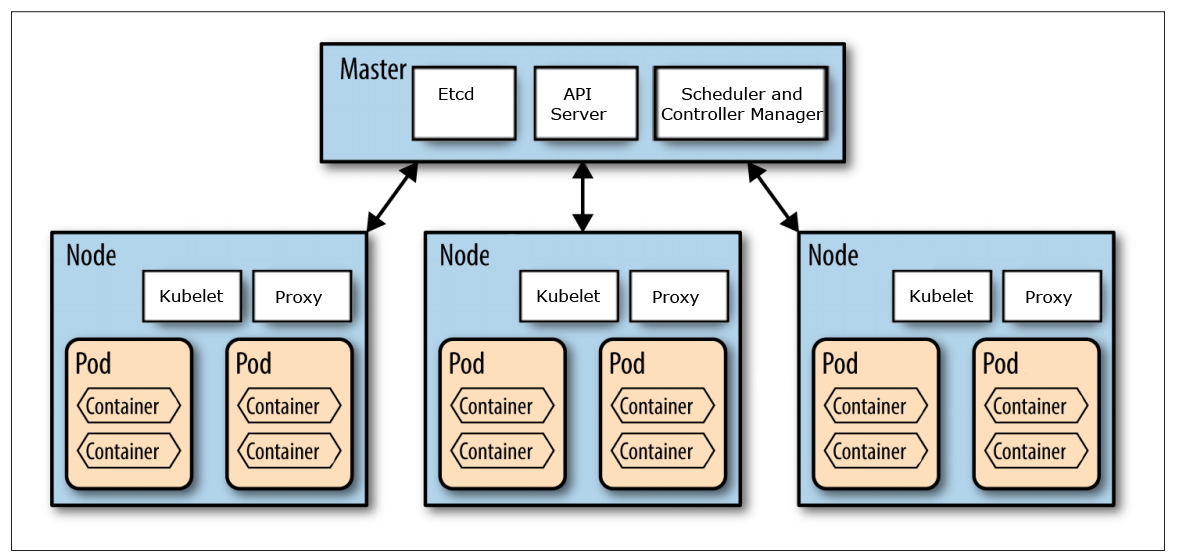 Master
Etcd
API
Server
Scheduler and
Controller Manager
Node
Kubelet
Proxy
Pod
Container
Container
Pod
Container
Container
Node
Kubelet
Proxy
Pod
Container
Container
Pod
Container
Container
Node
Kubelet
Proxy
Pod
Container
Container
Pod
Container
Container